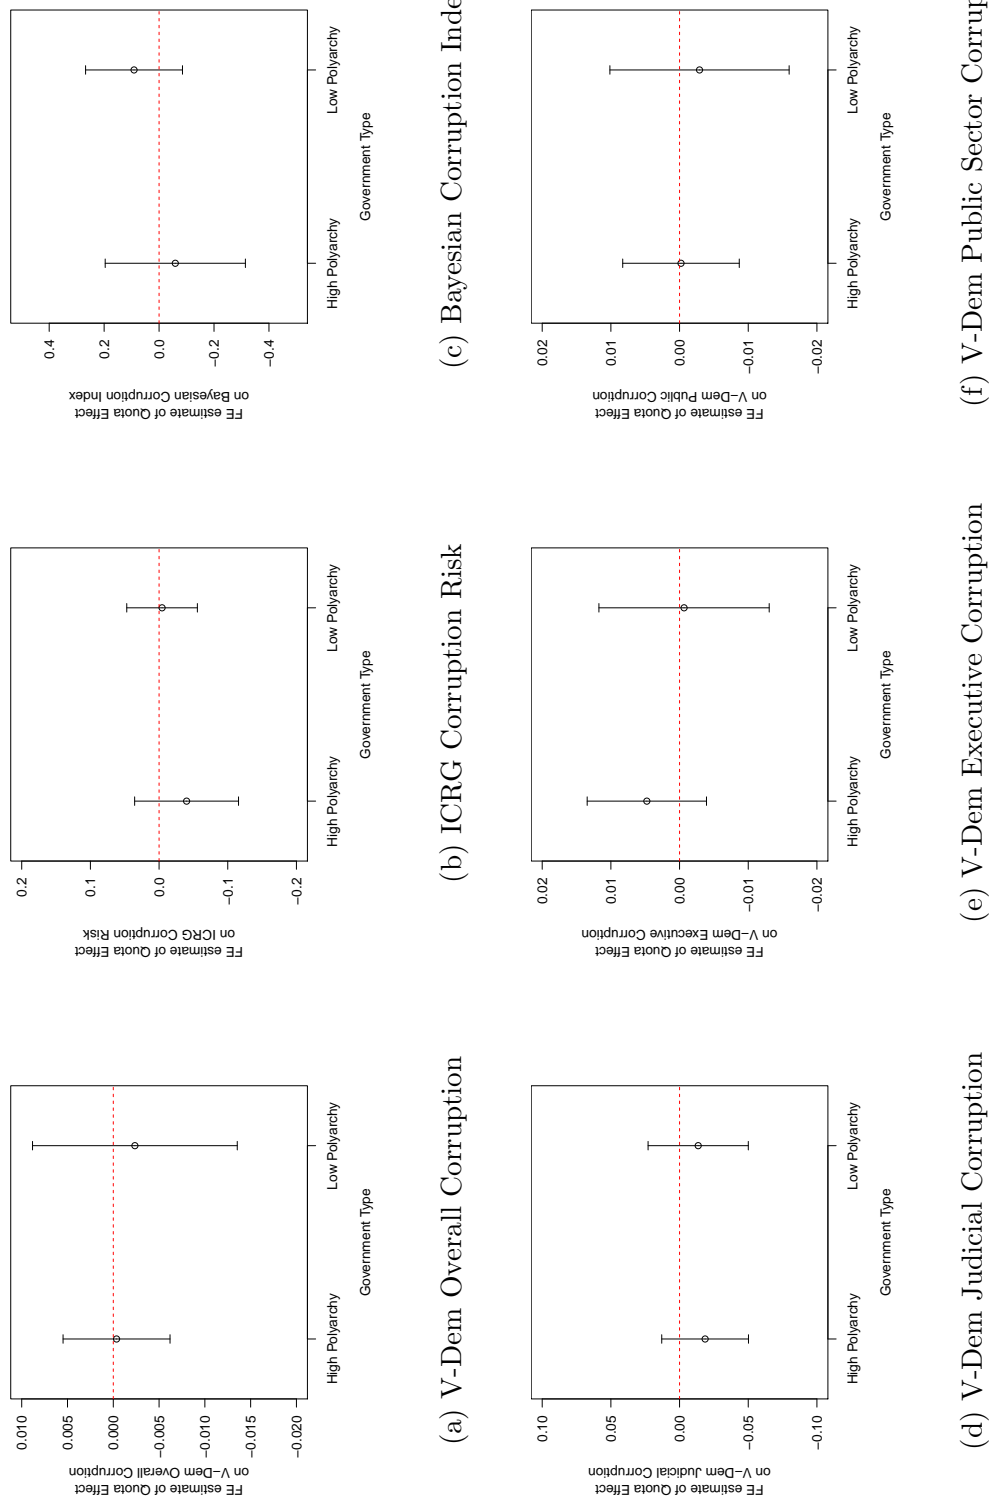 FE estimate of Quota Effect
on V−Dem Overall Corruption
0.010
0.005
0.000
−0.005
−0.010
−0.015
−0.020
High Polyarchy
Low Polyarchy
Government Type
(a) V-Dem Overall Corruption
FE estimate of Quota Effect
on ICRG Corruption Risk
0.2
0.1
0.0
−0.1
−0.2
High Polyarchy
Low Polyarchy
Government Type
(b) ICRG Corruption Risk
FE estimate of Quota Effect
on Bayesian Corruption Index
0.4
0.2
0.0
−0.2
−0.4
High Polyarchy
Low Polyarchy
Government Type
(c) Bayesian Corruption Inde
FE estimate of Quota Effect
on V−Dem Judicial Corruption
0.10
0.05
0.00
−0.05
−0.10
High Polyarchy
Low Polyarchy
Government Type
(d) V-Dem Judicial Corruption
FE estimate of Quota Effect
on V−Dem Executive Corruption
0.02
0.01
0.00
−0.01
−0.02
High Polyarchy
Low Polyarchy
Government Type
(e) V-Dem Executive Corruption
FE estimate of Quota Effect
on V−Dem Public Corruption
0.02
0.01
0.00
−0.01
−0.02
High Polyarchy
Low Polyarchy
Government Type
(f) V-Dem Public Sector Corrup